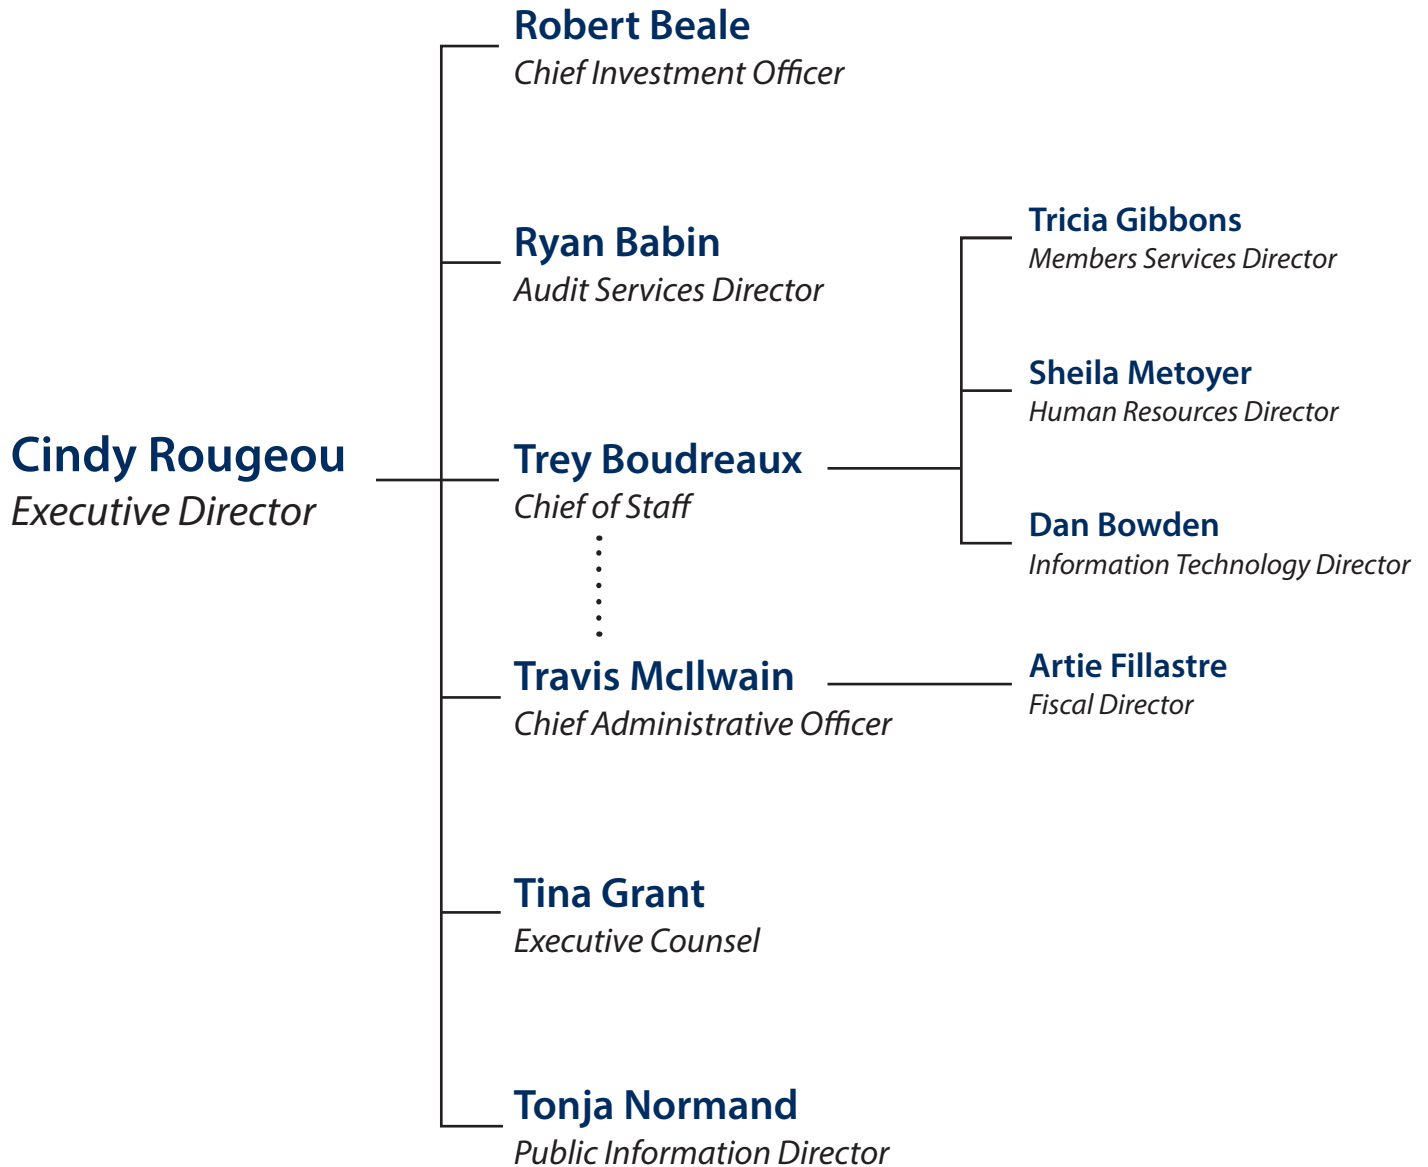 Robert Beale
Chief Investment Officer
Ryan Babin
Audit Services Director
Tricia Gibbons
Members Services Director
Sheila Metoyer
Human Resources Director
Cindy Rougeou
Executive Director
Trey Boudreaux
Chief of Staff
Dan Bowden
Information Technology Director
Travis McIlwain
Chief Administrative Officer
Artie Fillastre
Fiscal Director
Tina Grant
Executive Counsel
Tonja Normand
Public Information Director